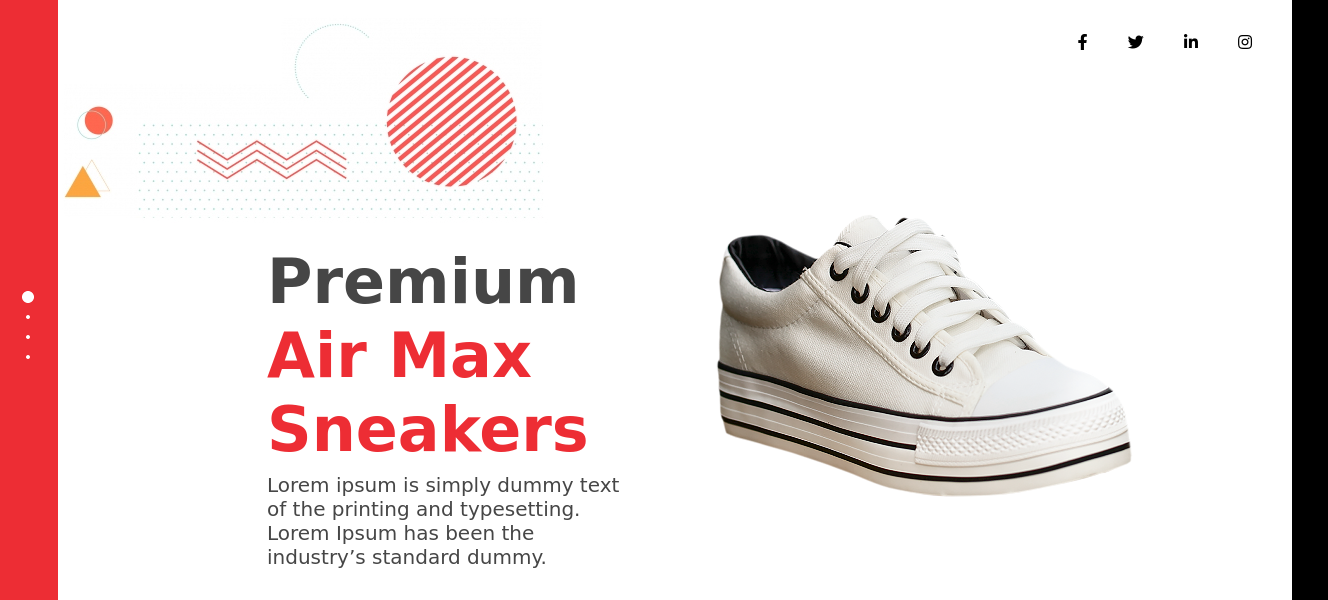 Premium
Air Max
Sneakers
Lorem ipsum is simply dummy text
of the printing and typesetting.
Lorem Ipsum has been the
industry’s standard dummy.